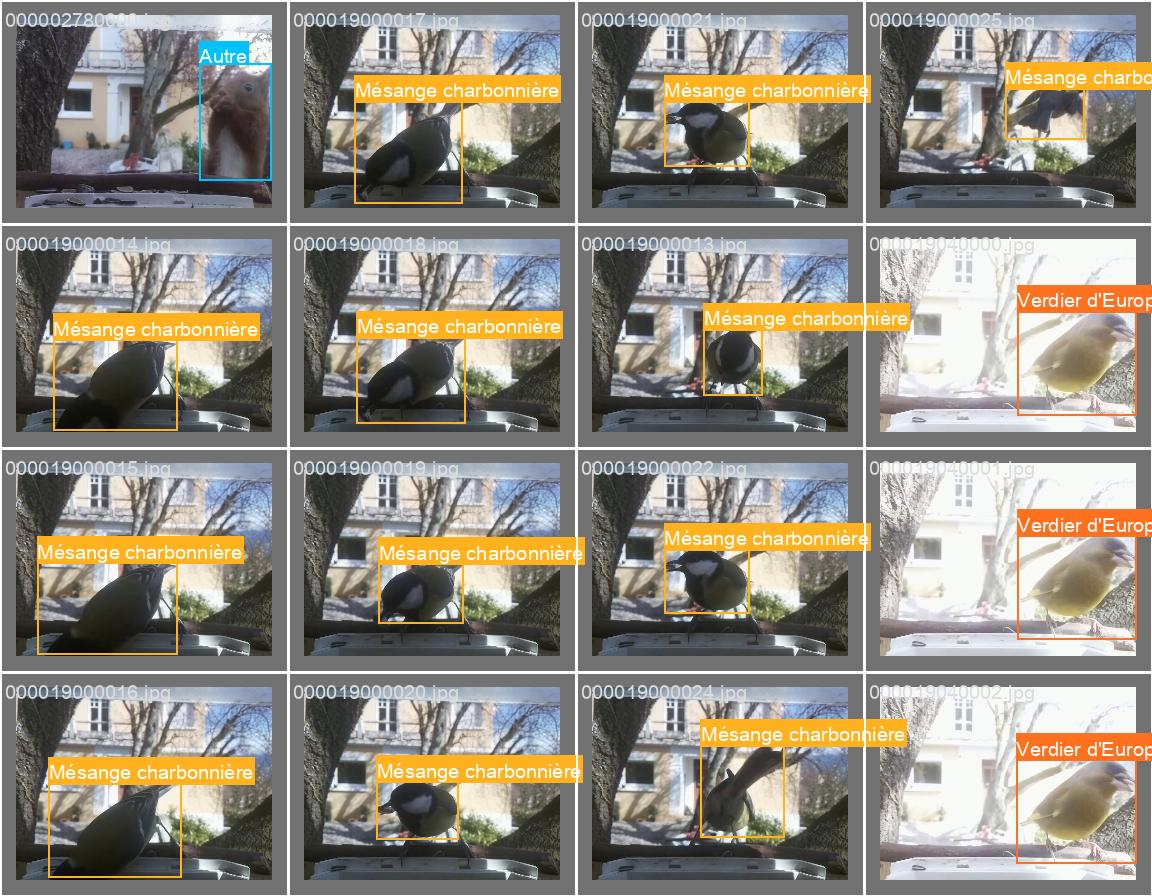 000002780000.jpg
Autre
000019000017.jpg
Mésange charbonnière
000019000021.jpg
Mésange charbonnière
000019000025.jpg
Mésange charbo
000019000014.jpg
Mésange charbonnière
000019000018.jpg
Mésange charbonnière
000019000013.jpg
Mésange charbonnière
000019040000.jpg
Verdier d'Europ
000019000015.jpg
Mésange charbonnière
000019000019.jpg
Mésange charbonnière
000019000022.jpg
Mésange charbonnière
000019040001.jpg
Verdier d'Europ
000019000016.jpg
Mésange charbonnière
000019000020.jpg
Mésange charbonnière
000019000024.jpg
Mésange charbonnière
000019040002.jpg
Verdier d'Europ